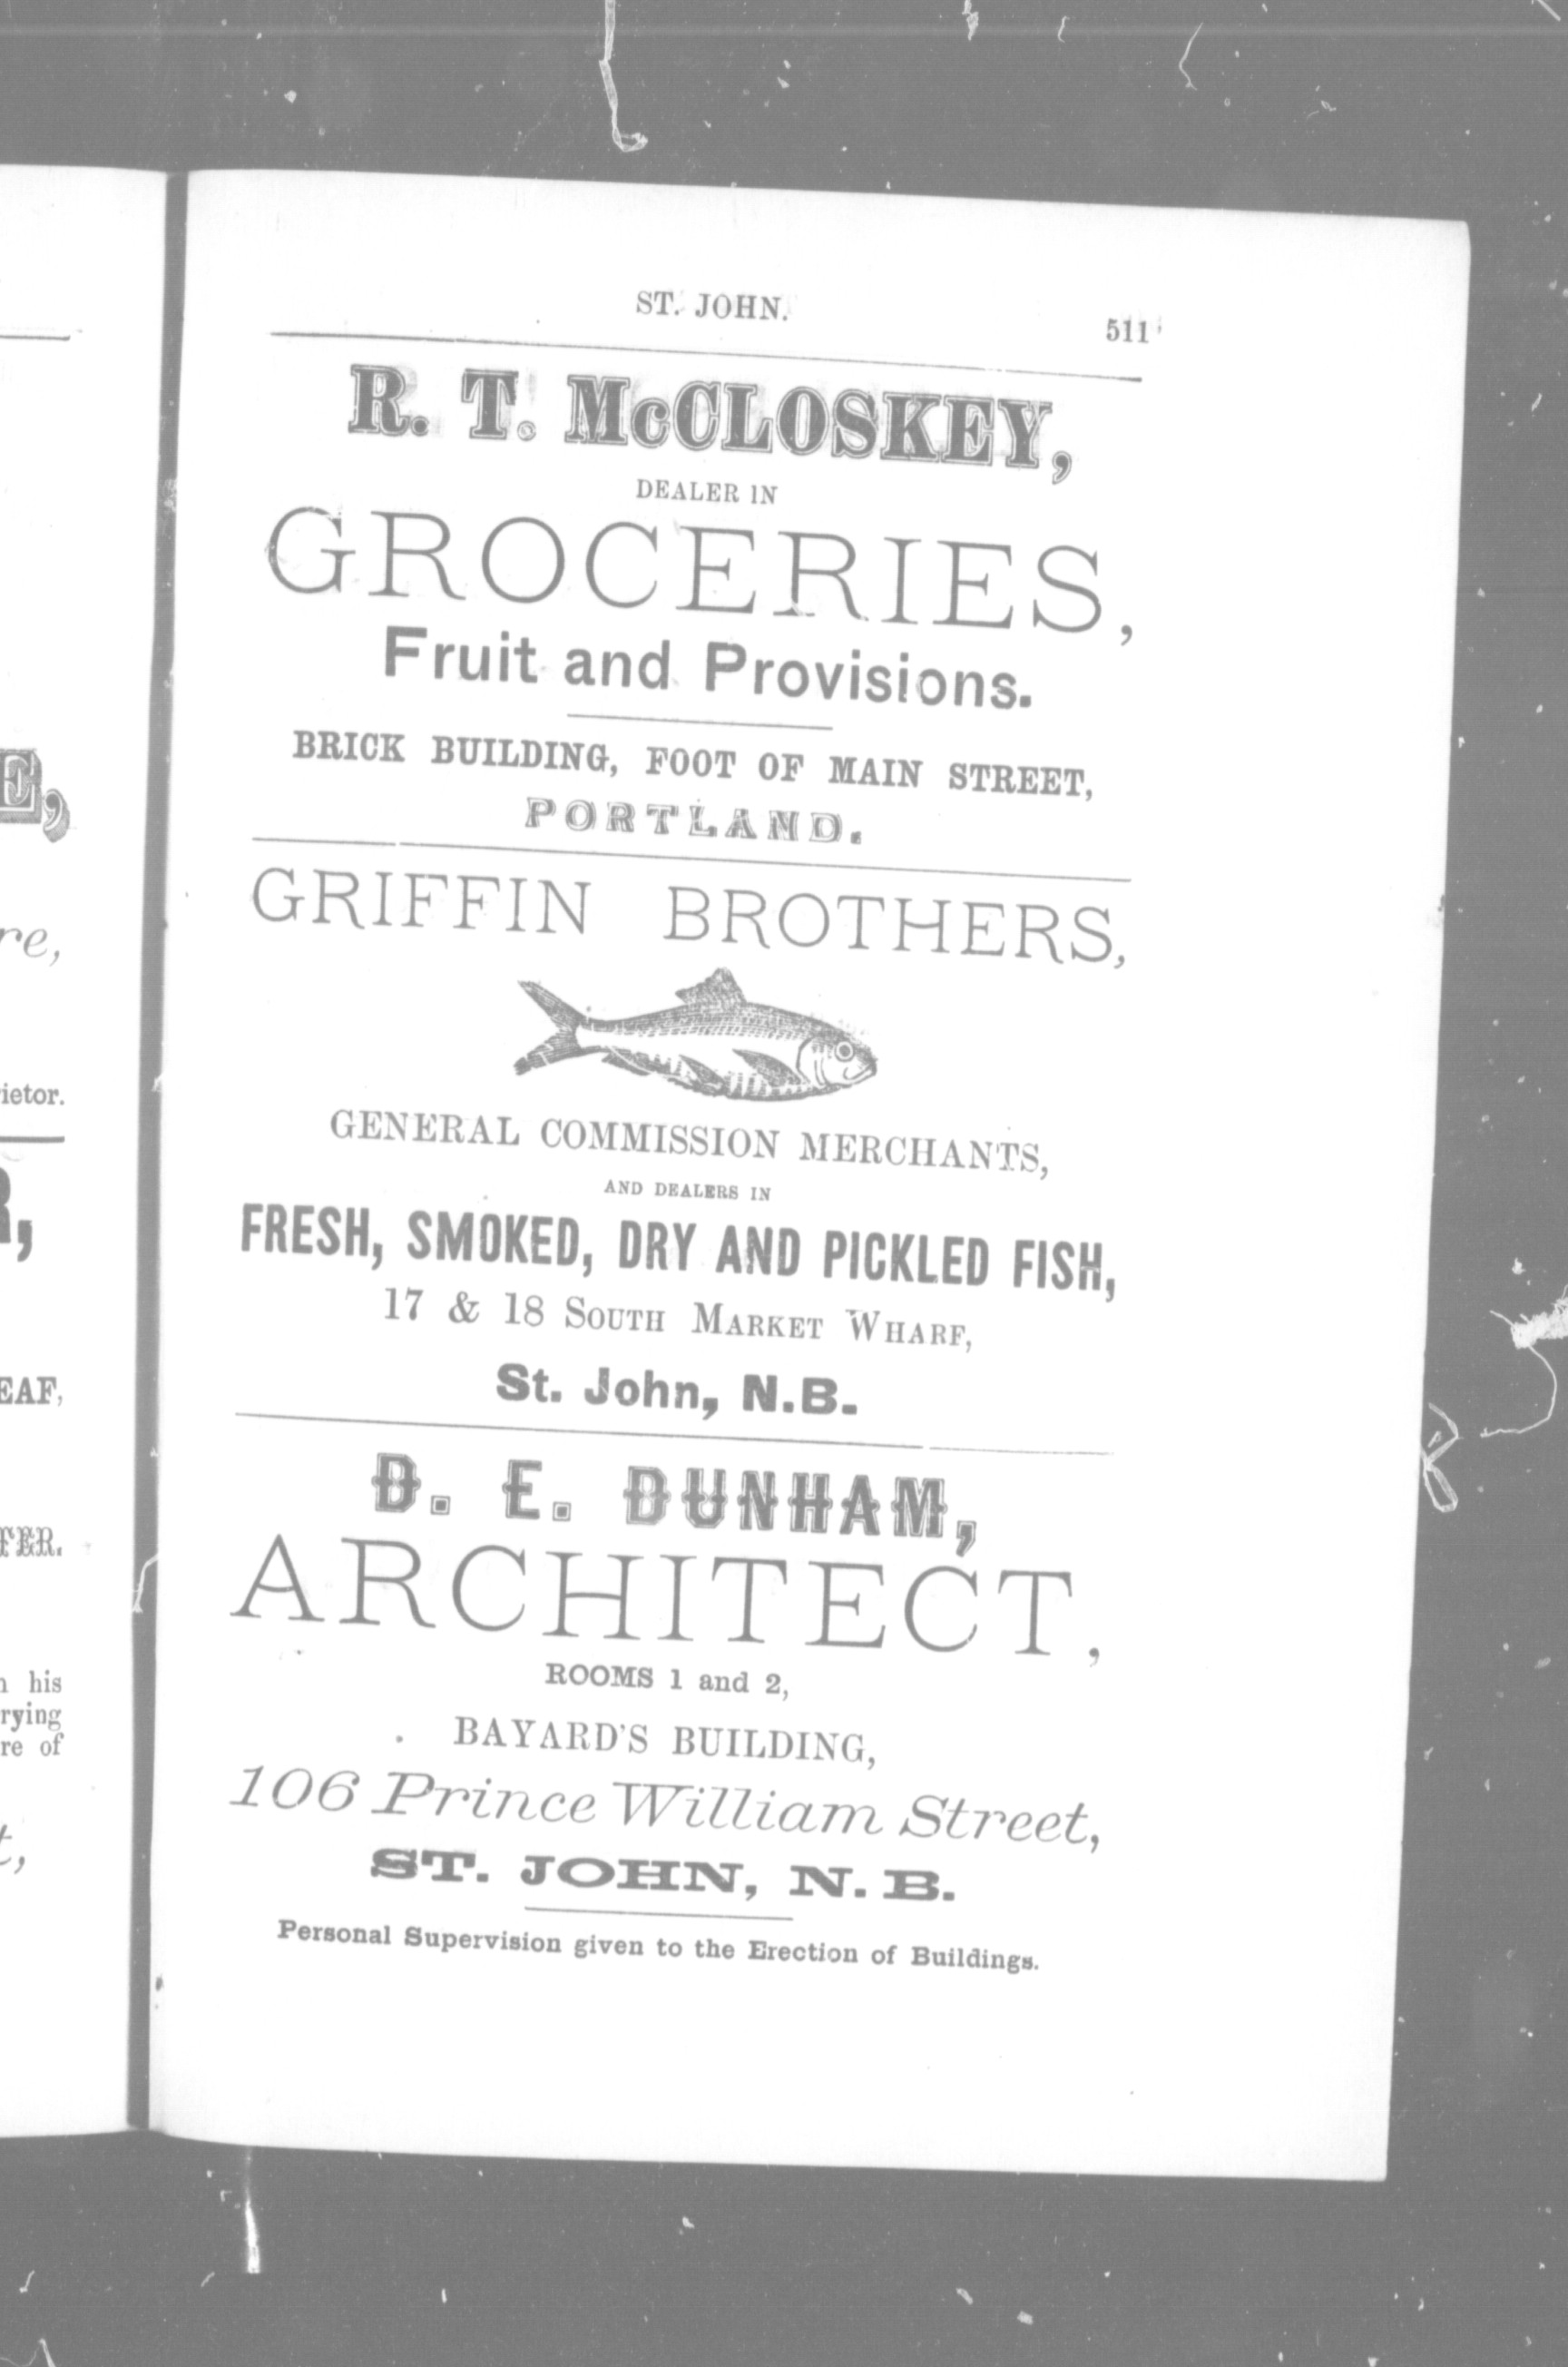 ST. JOHN.
511
R. T. McCLOSKEY,
DEALER IN
GROCERIES,
Fruit and Provisions.
BRICK BUILDING, FOOT OF MAIN STREET,
PORTLAND.
GRIFFIN BROTHERS,
GENERAL COMMISSION MERCHANTS,
AND DEALERS IN
FRESH, SMOKED, DRY AND PICKLED FISH,
17 & 18 SOUTH MARKET WHARF,
St. John, N.B.
D. E. DUNHAM,
ARCHITECT,
ROOMS 1 and 2,
BAYARD'S BUILDING,
106 Prince William Street,
ST. JOHN, N. B.
Personal Supervision given to the Erection of Buildings.